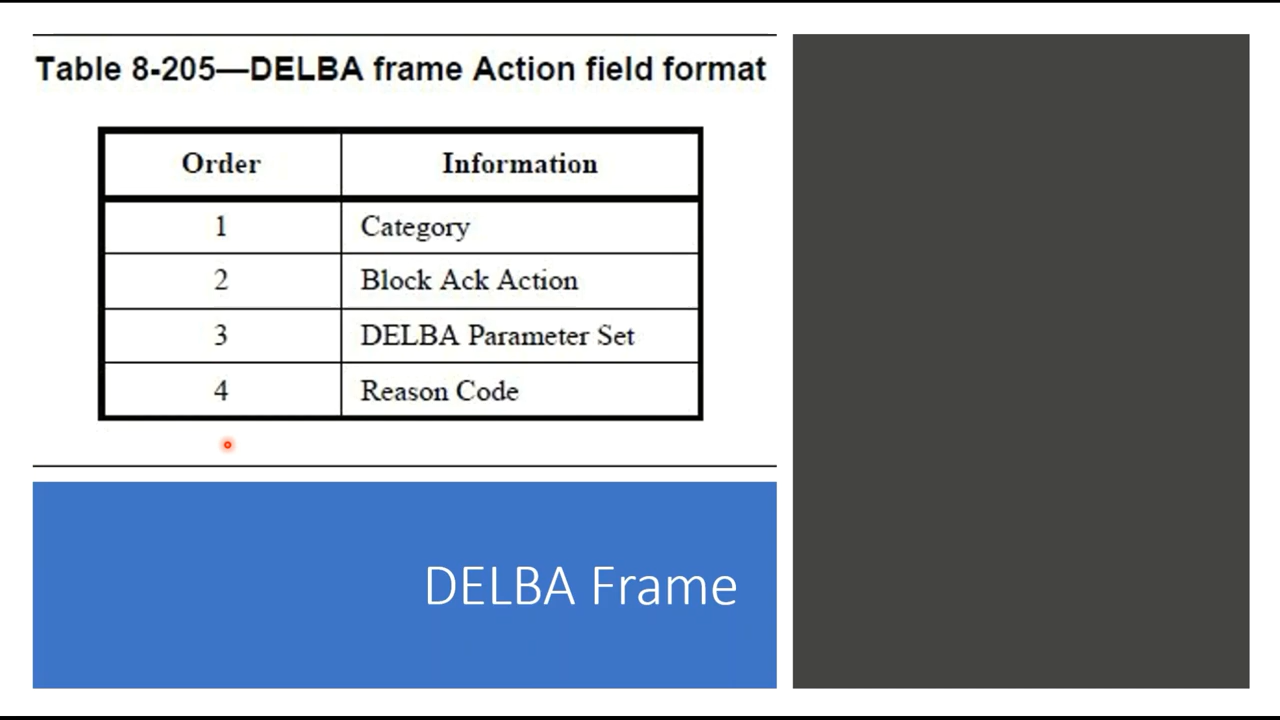 Table 8-205—DELBA frame Action field format
Order Information
1 Category
2 Block Ack Action
3 DELBA Parameter Set
4 Reason Code
DELBA Frame